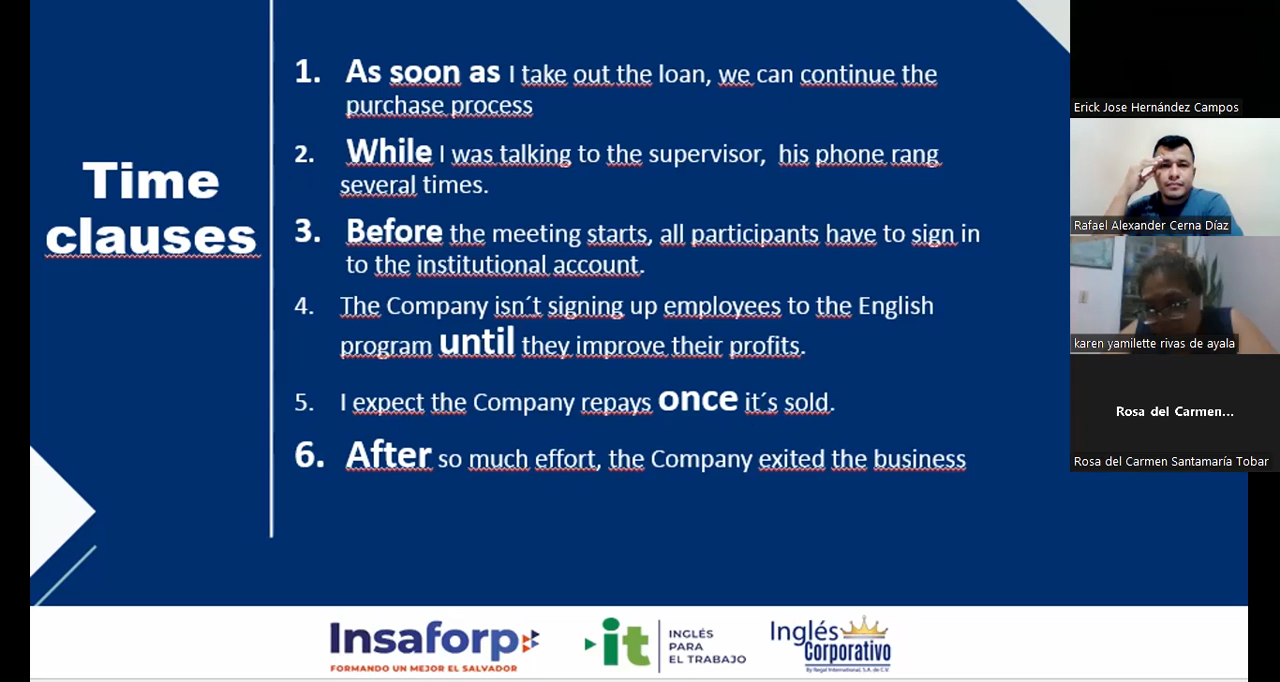 Time
clauses
1. As soon as I take out the loan, we can continue the
purchase process
2. While I was talking to the supervisor, his phone rang
several times.
3. Before the meeting starts, all participants have to sign in
to the institutional account.
4. The Company isn´t signing up employees to the English
program until they improve their profits.
5. I expect the Company repays once it´s sold.
6. After so much effort, the Company exited the business
Erick Jose Hernández Campos
Rafael Alexander Cerna Díaz
karen yamilette rivas de ayala
Rosa del Carmen...
Rosa del Carmen Santamaría Tobar
Insaforp
FORMANDO UN MEJOR EL SALVADOR
it
INGLÉS
PARA
EL TRABAJO
Inglés
Corporativo
By Regal International, S.A. de C.V.